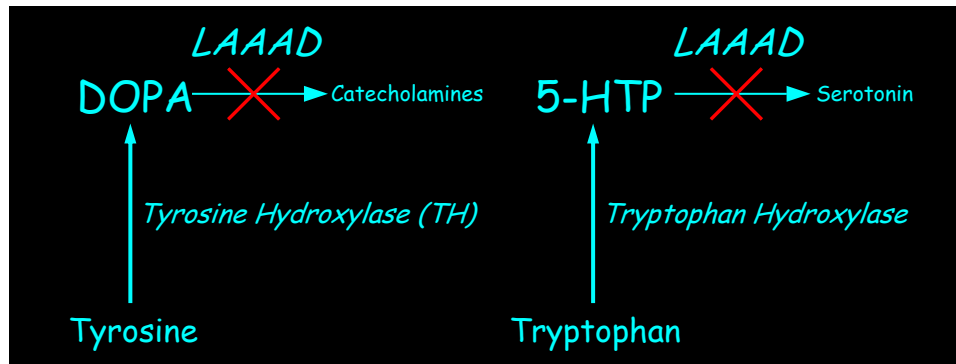 LAAAD
LAAAD
DOPA
Catecholamines
5-HTP
Serotonin
Tyrosine Hydroxylase (TH)
Tryptophan Hydroxylase
Tyrosine
Tryptophan